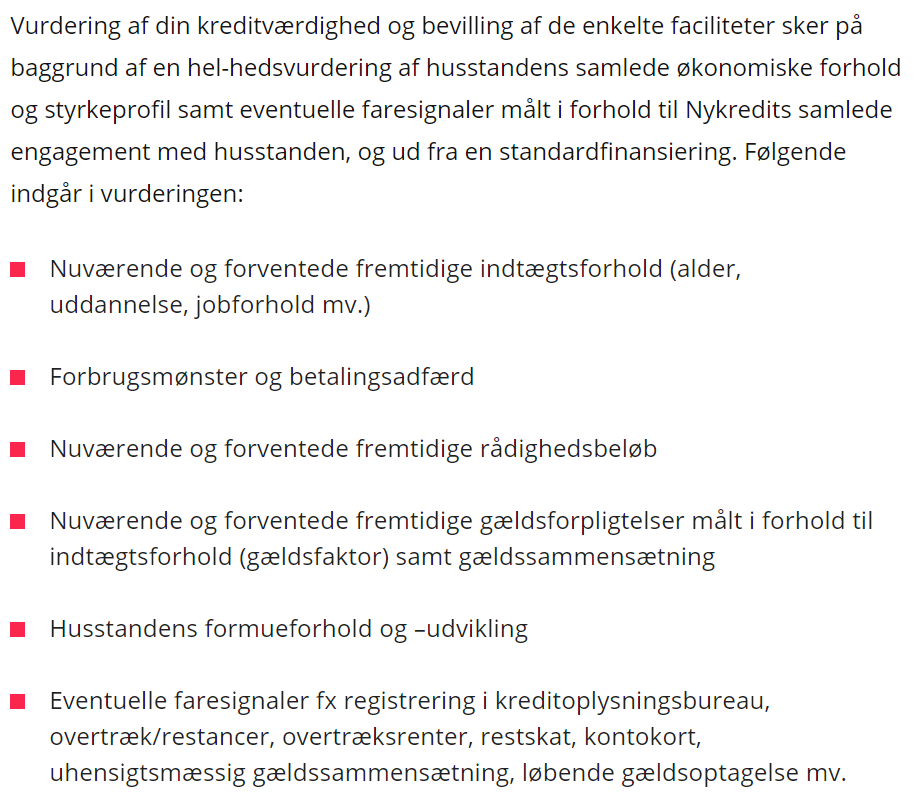 Vurdering af din kreditværdighed og bevilling af de enkelte faciliteter sker på
baggrund af en hel-hedsvurdering af husstandens samlede økonomiske forhold
og styrkeprofil samt eventuelle faresignaler målt i forhold til Nykredits samlede
engagement med husstanden, og ud fra en standardfinansiering. Følgende
indgår i vurderingen:
Nuværende og forventede fremtidige indtægtsforhold (alder,
uddannelse, jobforhold mv.)
Forbrugsmønster og betalingsadfærd
Nuværende og forventede fremtidige rådighedsbeløb
Nuværende og forventede fremtidige gældsforpligtelser målt i forhold til
indtægtsforhold (gældsfaktor) samt gældssammensætning
Husstandens formueforhold og –udvikling
Eventuelle faresignaler fx registrering i kreditoplysningsbureau,
overtræk/restancer, overtræksrenter, restskat, kontokort,
uhensigtsmæssig gældssammensætning, løbende gældsoptagelse mv.